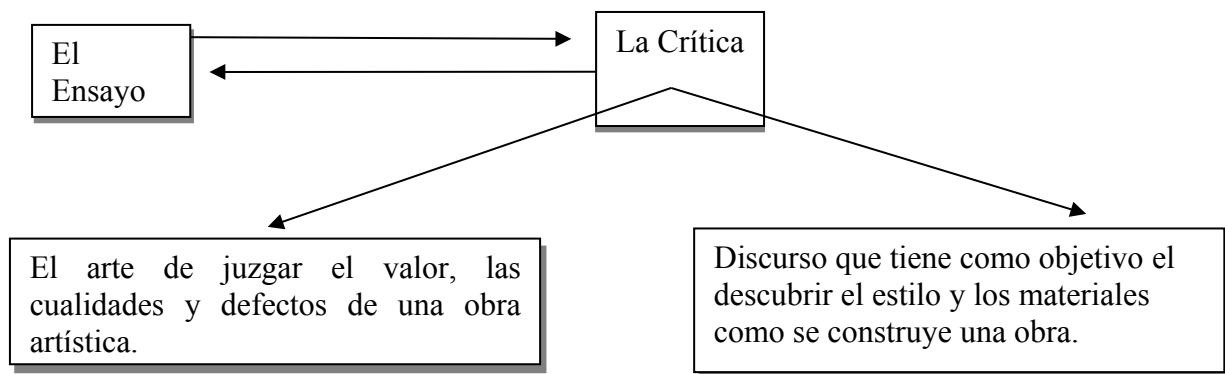 El
Ensayo
La Crítica
El arte de juzgar el valor, las
cualidades y defectos de una obra
artística.
Discurso que tiene como objetivo el
descubrir el estilo y los materiales
como se construye una obra.